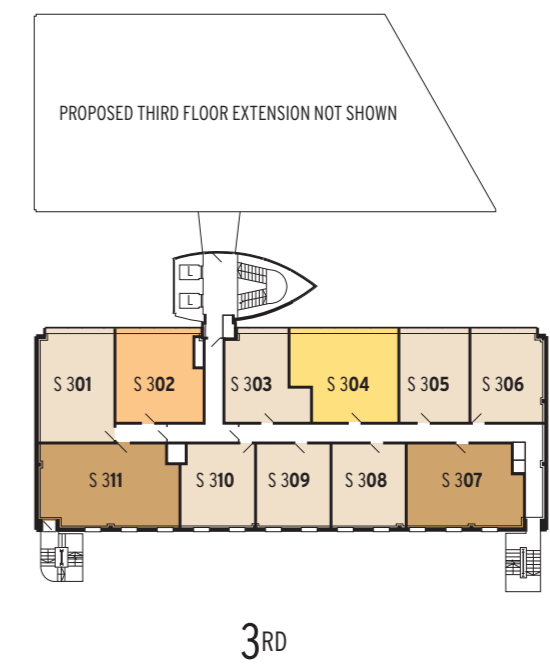 PROPOSED THIRD FLOOR EXTENSION NOT SHOWN
L
L
S 301
S 302
S 303
S 304
S 305
S 306
S 311
S 310
S 309
S 308
S 307
3RD